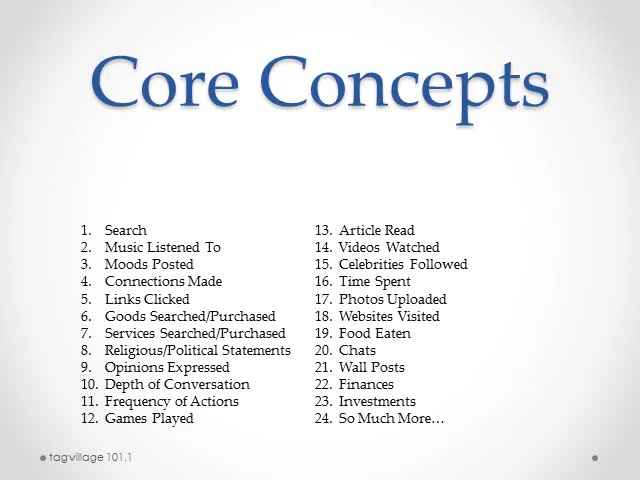 Core Concepts
1. Search
2. Music Listened To
3. Moods Posted
4. Connections Made
5. Links Clicked
6. Goods Searched/Purchased
7. Services Searched/Purchased
8. Religious/Political Statements
9. Opinions Expressed
10. Depth of Conversation
11. Frequency of Actions
12. Games Played
13. Article Read
14. Videos Watched
15. Celebrities Followed
16. Time Spent
17. Photos Uploaded
18. Websites Visited
19. Food Eaten
20. Chats
21. Wall Posts
22. Finances
23. Investments
24. So Much More…
tagvillage 101.1